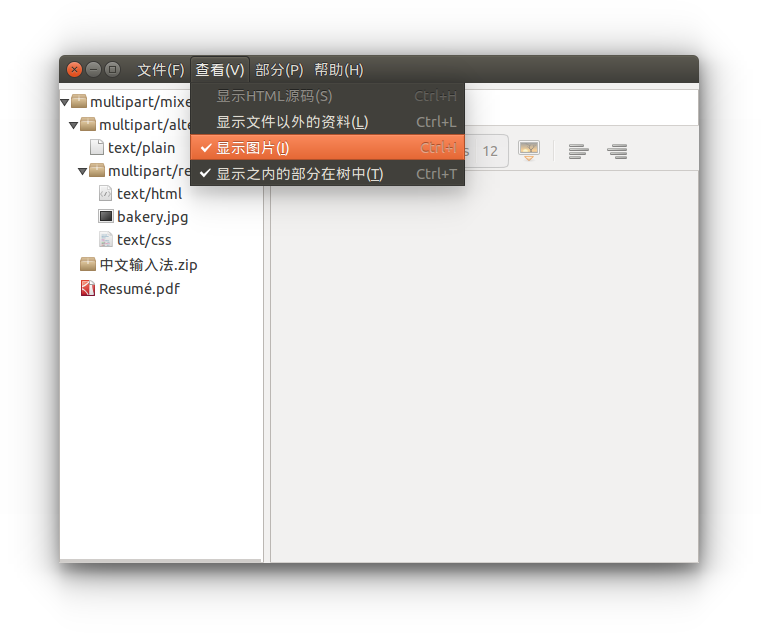 文件(F) 查看(V) 部分(P) 帮助(H)
显示HTML源码(S) Ctrl+H
显示文件以外的资料(L) Ctrl+L
显示图片(I) Ctrl+I
显示之内的部分在树中(T) Ctrl+T
multipart/mixe
multipart/alte
text/plain
multipart/re
text/html
bakery.jpg
text/css
中文输入法.zip
Resumé.pdf
s 12